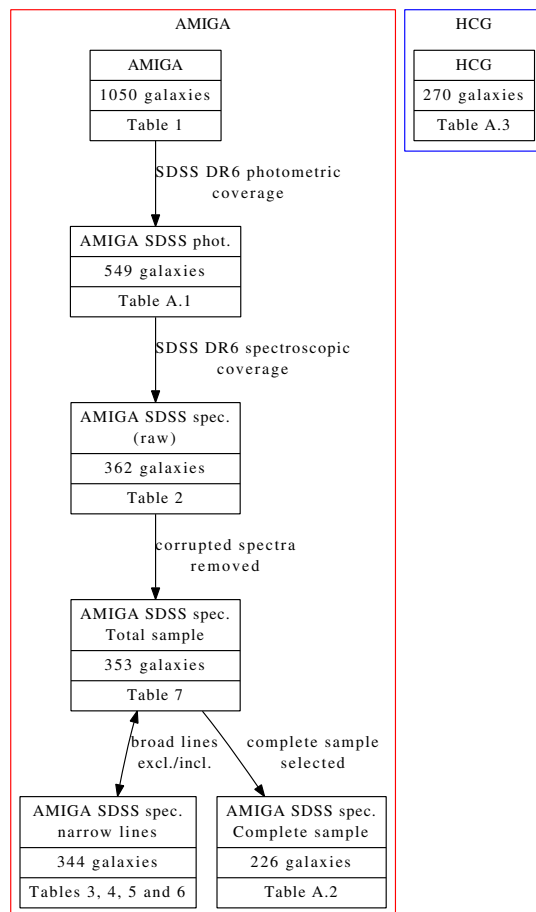 AMIGA
AMIGA
1050 galaxies
Table 1
SDSS DR6 photometric
coverage
AMIGA SDSS phot.
549 galaxies
Table A.1
SDSS DR6 spectroscopic
coverage
AMIGA SDSS spec.
(raw)
362 galaxies
Table 2
corrupted spectra
removed
AMIGA SDSS spec.
Total sample
353 galaxies
Table 7
broad lines
excl./incl.
complete sample
selected
AMIGA SDSS spec.
narrow lines
344 galaxies
Tables 3, 4, 5 and 6
AMIGA SDSS spec.
Complete sample
226 galaxies
Table A.2
HCG
HCG
270 galaxies
Table A.3